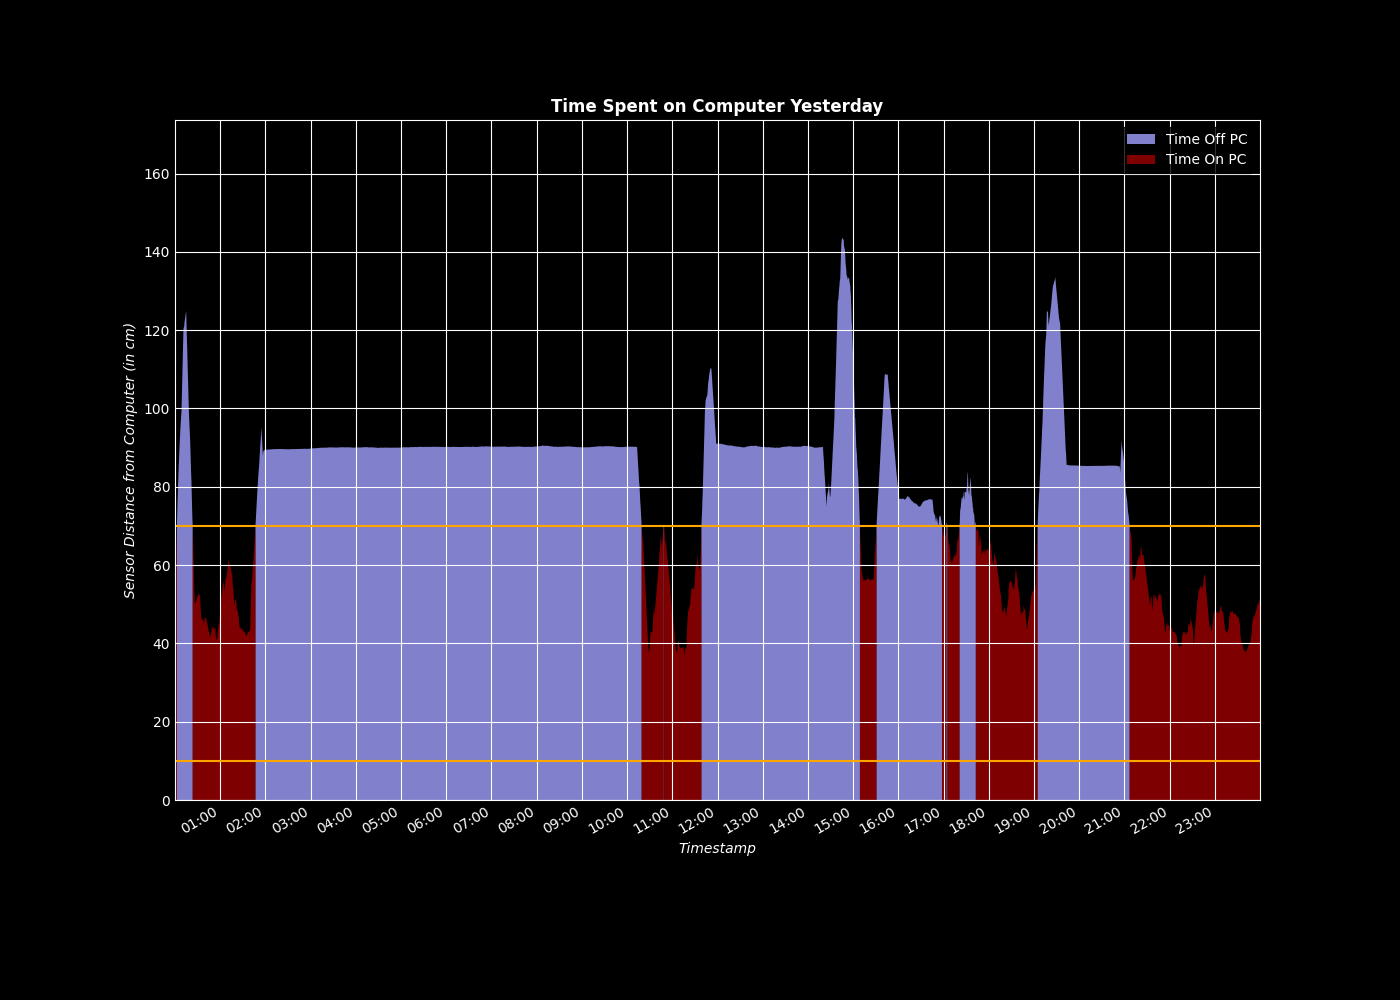 Time Spent on Computer Yesterday
Time Off PC
Time On PC
160
140
120
100
80
60
40
20
0
Sensor Distance from Computer (in cm)
01:00 02:00 03:00 04:00 05:00 06:00 07:00 08:00 09:00 10:00 11:00 12:00 13:00 14:00 15:00 16:00 17:00 18:00 19:00 20:00 21:00 22:00 23:00
Timestamp